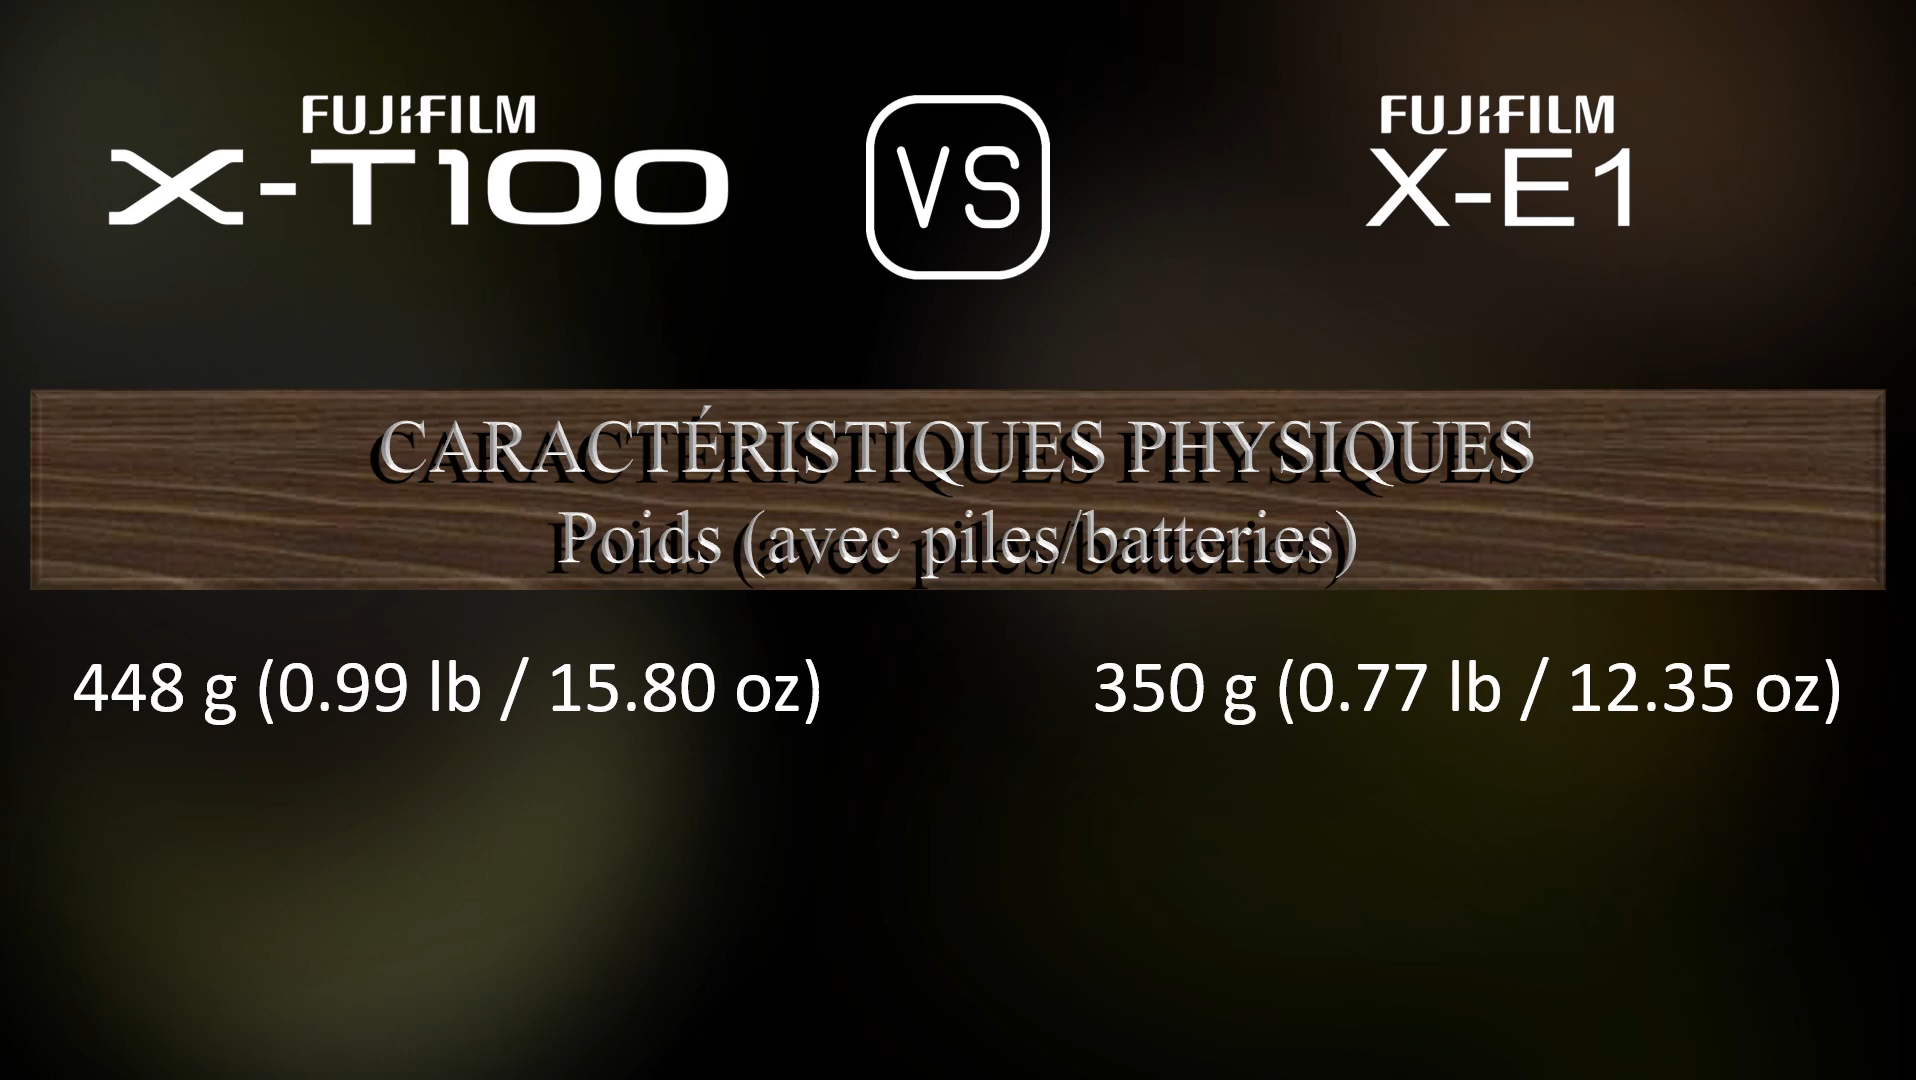 FUJIFILM
X-T100
VS
FUJIFILM
X-E1
CARACTÉRISTIQUES PHYSIQUES
Poids (avec piles/batteries)
448 g (0.99 lb / 15.80 oz)
350 g (0.77 lb / 12.35 oz)